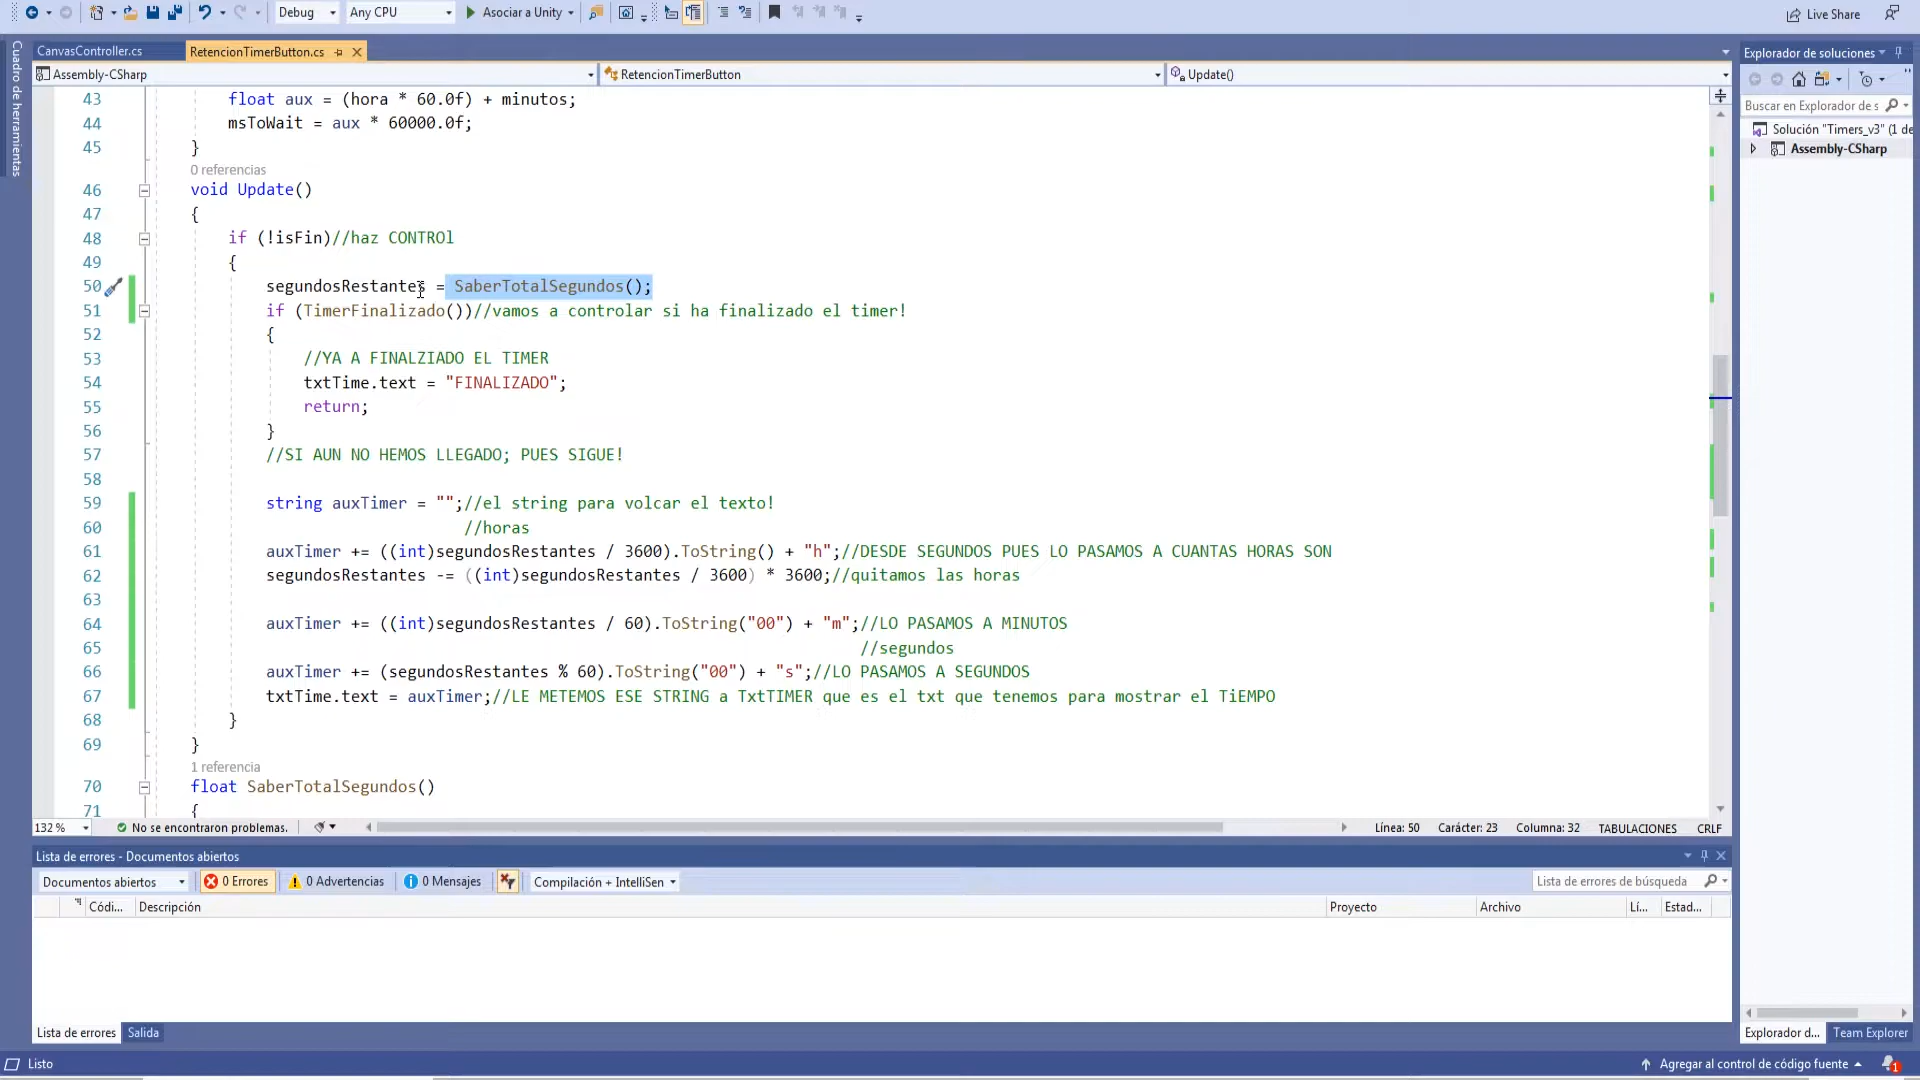 Debug
Any CPU
Asociar a Unity
Live Share
Cuadro de herramientas
CanvasController.cs
RetencionTimerButton.cs
Assembly-CSharp
RetencionTimerButton
Update()
43 float aux = (hora * 60.0f) + minutos;
44 msToWait = aux * 60000.0f;
45 }
0 referencias
46 void Update()
47 {
48 if (!isFin)//haz CONTROl
49 {
50 segundosRestantes = SaberTotalSegundos();
51 if (TimerFinalizado())//vamos a controlar si ha finalizado el timer!
52 {
53 //YA A FINALZIADO EL TIMER
54 txtTime.text = "FINALIZADO";
55 return;
56 }
57 //SI AUN NO HEMOS LLEGADO; PUES SIGUE!
58
59 string auxTimer = "";//el string para volcar el texto!
60 //horas
61 auxTimer += ((int)segundosRestantes / 3600).ToString() + "h";//DESDE SEGUNDOS PUES LO PASAMOS A CUANTAS HORAS SON
62 segundosRestantes -= ((int)segundosRestantes / 3600) * 3600;//quitamos las horas
63
64 auxTimer += ((int)segundosRestantes / 60).ToString("00") + "m";//LO PASAMOS A MINUTOS
65 //segundos
66 auxTimer += (segundosRestantes % 60).ToString("00") + "s";//LO PASAMOS A SEGUNDOS
67 txtTime.text = auxTimer;//LE METEMOS ESE STRING a TxtTIMER que es el txt que tenemos para mostrar el TiEMPO
68 }
69 }
1 referencia
70 float SaberTotalSegundos()
71 {
132 %
No se encontraron problemas.
Línea: 50 Carácter: 23 Columna: 32 TABULACIONES CRLF
Lista de errores - Documentos abiertos
Documentos abiertos
0 Errores
0 Advertencias
0 Mensajes
Compilación + IntelliSen
Lista de errores de búsqueda
Códi... Descripción Proyecto Archivo Lí... Estad...
Lista de errores Salida
Explorador de soluciones
Buscar en Explorador de s
Solución "Timers_v3" (1 de
Assembly-CSharp
Explorador d... Team Explorer
Listo
Agregar al control de código fuente
1